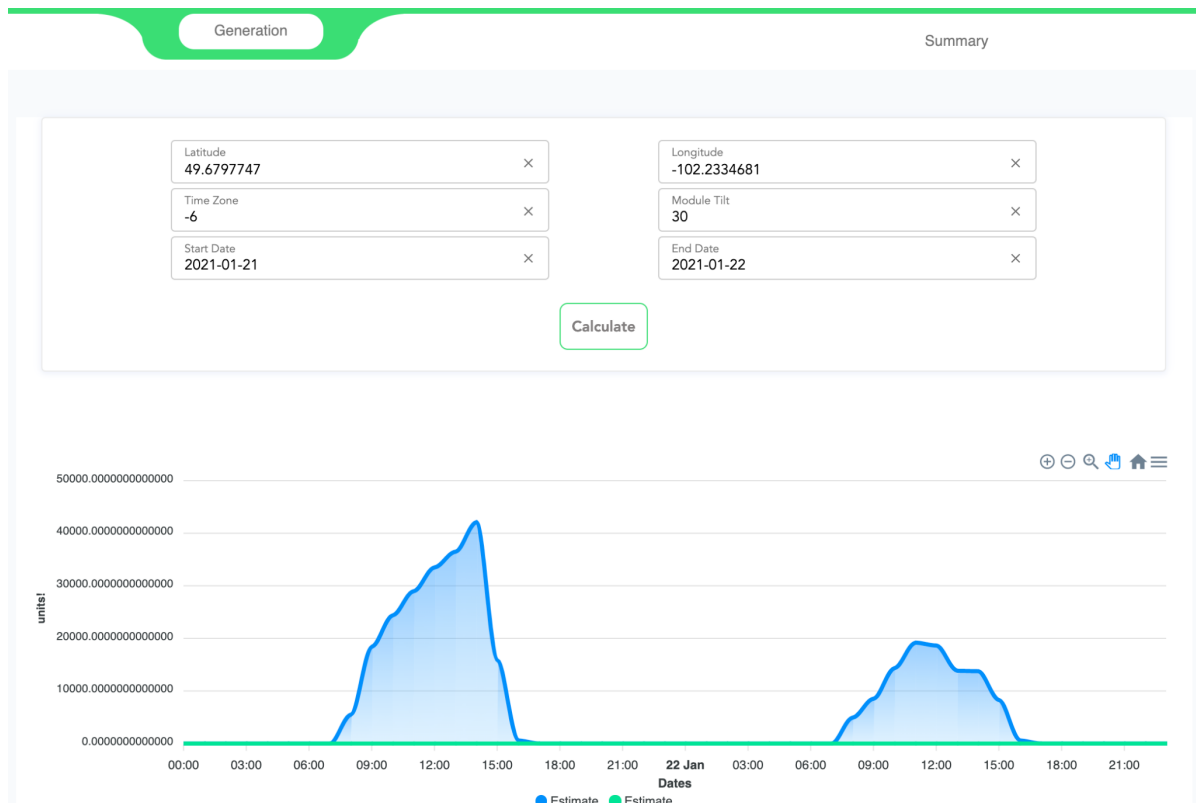 Generation
Summary
Latitude
49.6797747
Longitude
-102.2334681
Time Zone
-6
Module Tilt
30
Start Date
2021-01-21
End Date
2021-01-22
Calculate
50000.0000000000000
40000.0000000000000
30000.0000000000000
20000.0000000000000
10000.0000000000000
0.0000000000000
units!
00:00 03:00 06:00 09:00 12:00 15:00 18:00 21:00 22 Jan 03:00 06:00 09:00 12:00 15:00 18:00 21:00
Dates
Estimate Estimate